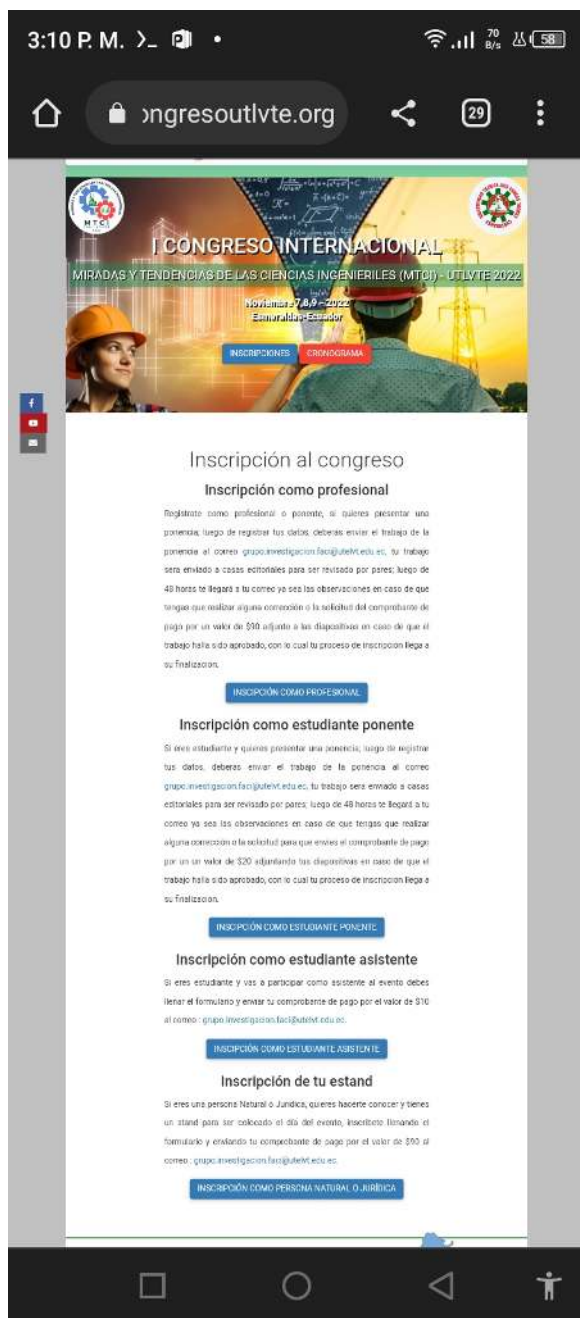 3:10 P. M.
70
B/s
58
ongresoutlvte.org
29
MTCI
I CONGRESO INTERNACIONAL
MIRADAS Y TENDENCIAS DE LAS CIENCIAS INGENIERILES (MTCI) - UTLVTE 2022
Noviembre 7,8,9 - 2022
Esmeraldas-Ecuador
INSCRIPCIONES CRONOGRAMA
Inscripción al congreso
Inscripción como profesional
Registrate como profesional o ponente, si quieres presentar una
ponencia; luego de registrar tus datos, deberás enviar el trabajo de la
ponencia al correo grupo.investigacion.faci@utelvt.edu.ec, tu trabajo
sera enviado a casas editoriales para ser revisado por pares; luego de
48 horas te llegará a tu correo ya sea las observaciones en caso de que
tengas que realizar alguna corrección o la solicitud del comprobante de
pago por un valor de $90 adjunto a las diapositivas en caso de que el
trabajo halla sido aprobado, con lo cual tu proceso de inscripcion llega a
su finalizacion.
INSCIPCIÓN COMO PROFESIONAL
Inscripción como estudiante ponente
Si eres estudiante y quieres presentar una ponencia; luego de registrar
tus datos, deberas enviar el trabajo de la ponencia al correo
grupo.investigacion.faci@utelvt.edu.ec, tu trabajo sera enviado a casas
editoriales para ser revisado por pares; luego de 48 horas te llegará a tu
correo ya sea las observaciones en caso de que tengas que realizar
alguna corrección o la solicitud para que envies el comprobante de pago
por un un valor de $20 adjuntando tus diapositivas en caso de que el
trabajo halla sido aprobado, con lo cual tu proceso de inscripcion llega a
su finalizacion.
INSCIPCIÓN COMO ESTUDIANTE PONENTE
Inscripción como estudiante asistente
Si eres estudiante y vas a participar como asistente al evento debes
llenar el formulario y enviar tu comprobante de pago por el valor de $10
al correo : grupo.investigacion.faci@utelvt.edu.ec.
INSCIPCIÓN COMO ESTUDIANTE ASISTENTE
Inscripción de tu estand
Si eres una persona Natural ó Juridica, quieres hacerte conocer y tienes
un stand para ser colocado el día del evento, inscribete llenando el
formulario y enviando tu comprobante de pago por el valor de $90 al
correo : grupo.investigacion.faci@utelvt.edu.ec.
INSCRIPCIÓN COMO PERSONA NATURAL O JURÍDICA